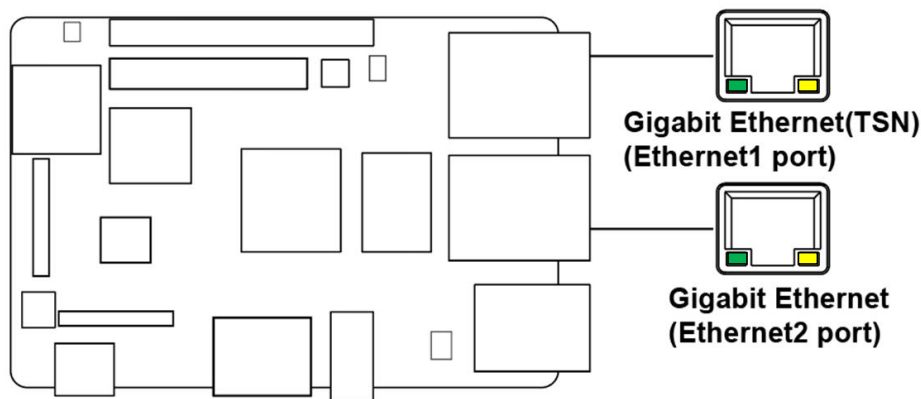 Gigabit Ethernet(TSN)
(Ethernet1 port)
Gigabit Ethernet
(Ethernet2 port)